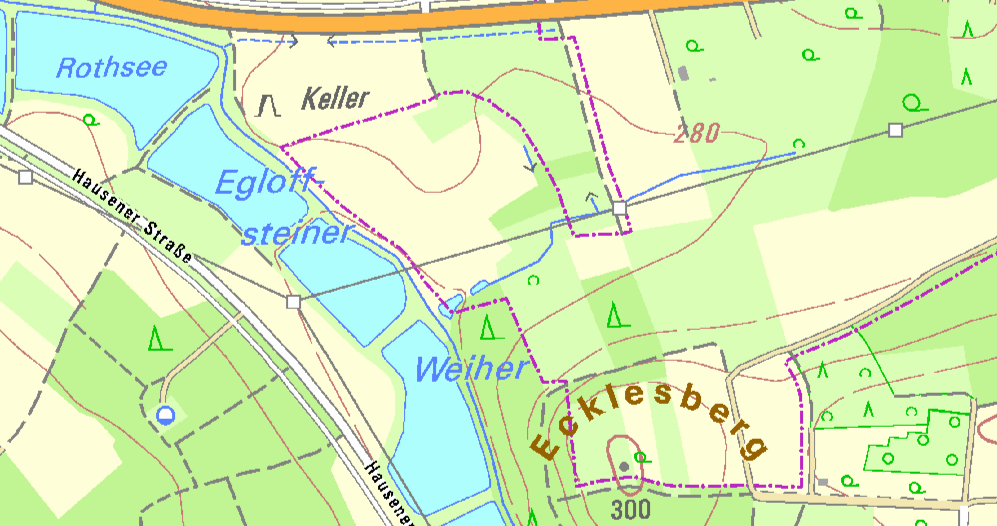 Rothsee
Keller
280
Egloff-
steiner
Weiher
Hausener Straße
Hausener
Ecklesberg
300